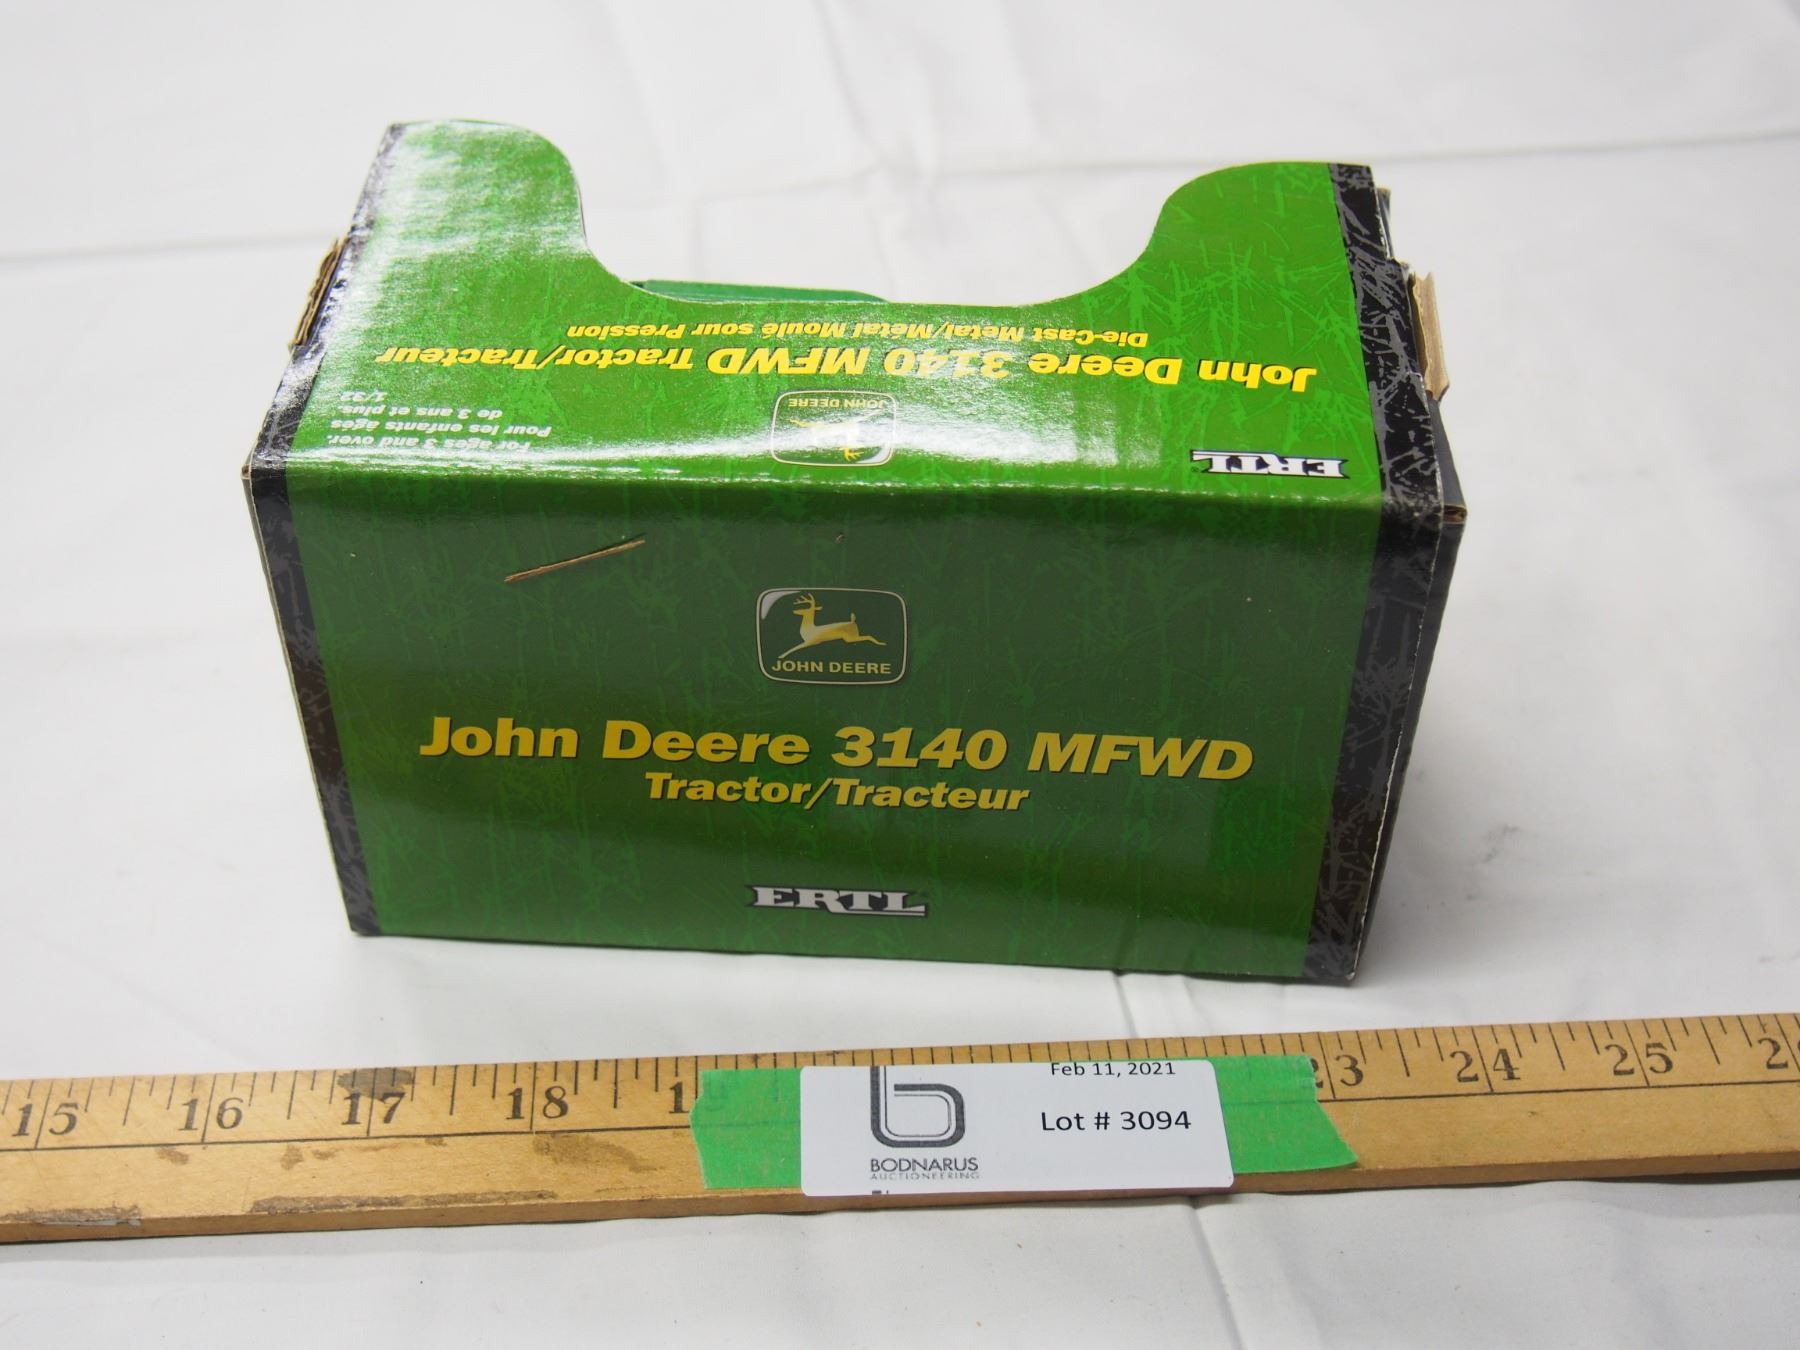 Die-Cast Metal/Métal Moulé sour Pression
John Deere 3140 MFWD Tractor/Tracteur
JOHN DEERE
For ages 3 and over.
Pour les enfants âgés
de 3 ans et plus.
1/32
ERTL
JOHN DEERE
John Deere 3140 MFWD
Tractor/Tracteur
ERTL
15 16 17 18 23 24 25
Feb 11, 2021
Lot # 3094
BODNARUS
AUCTIONEERING